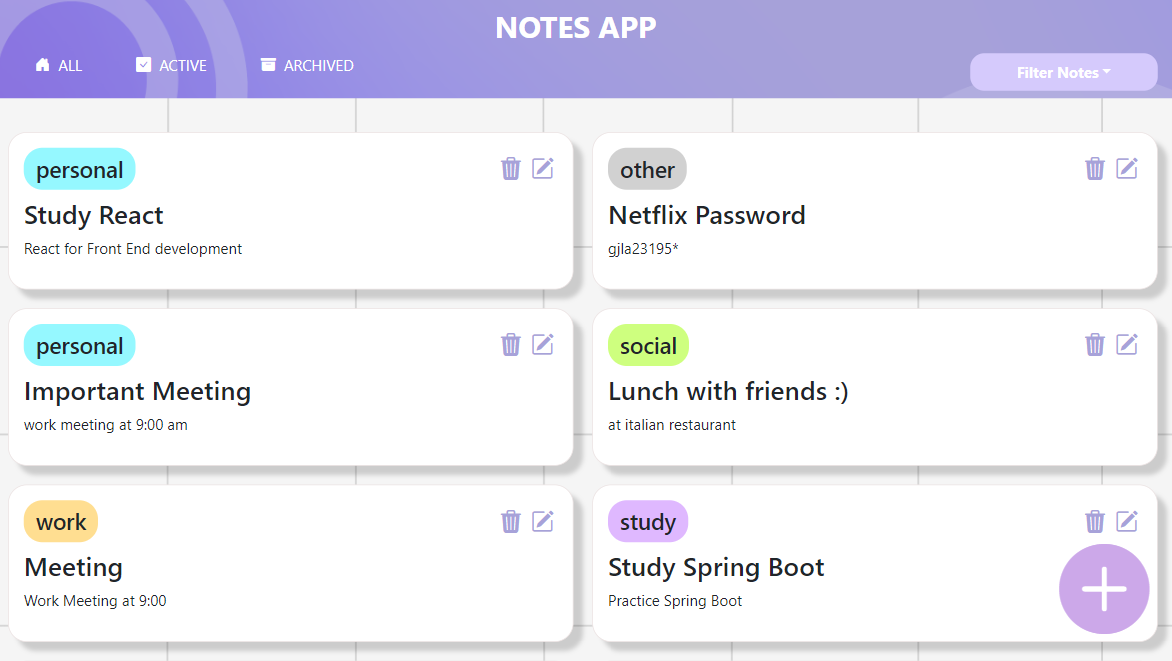 NOTES APP
ALL
ACTIVE
ARCHIVED
Filter Notes
personal
Study React
React for Front End development
other
Netflix Password
gjla23195*
personal
Important Meeting
work meeting at 9:00 am
social
Lunch with friends :)
at italian restaurant
work
Meeting
Work Meeting at 9:00
study
Study Spring Boot
Practice Spring Boot